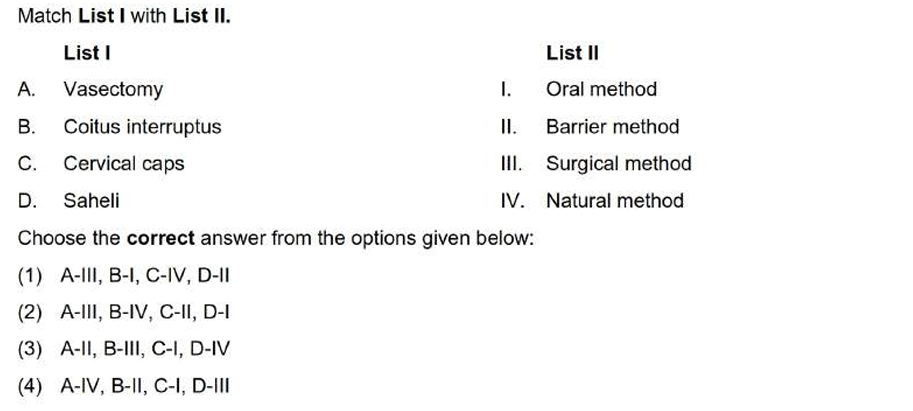 Match List I with List II.
List I List II
A. Vasectomy I. Oral method
B. Coitus interruptus II. Barrier method
C. Cervical caps III. Surgical method
D. Saheli IV. Natural method
Choose the correct answer from the options given below:
(1) A-III, B-I, C-IV, D-II
(2) A-III, B-IV, C-II, D-I
(3) A-II, B-III, C-I, D-IV
(4) A-IV, B-II, C-I, D-III